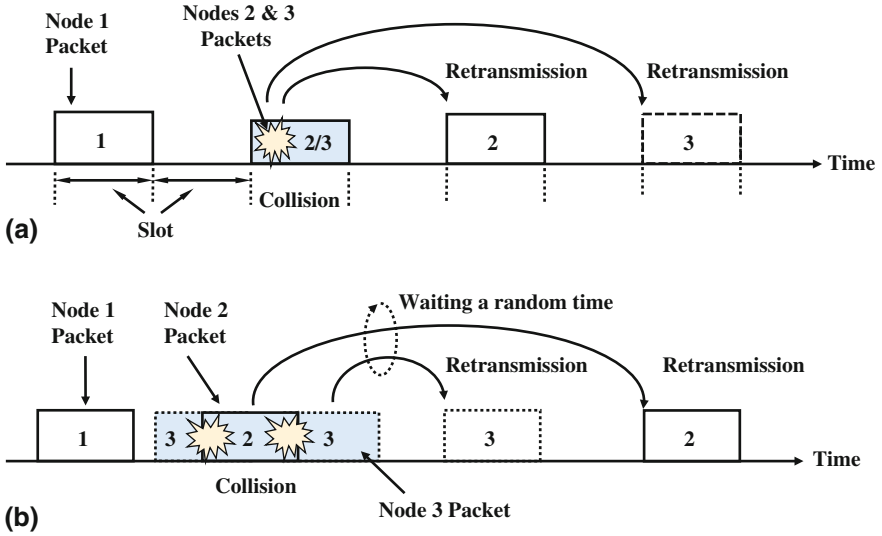 Node 1
Packet
Nodes 2 & 3
Packets
Retransmission
Retransmission
1
2/3
2
3
Time
Collision
Slot
(a)
Node 1
Packet
Node 2
Packet
Waiting a random time
Retransmission
Retransmission
1
3
2
3
3
2
Time
Collision
Node 3 Packet
(b)